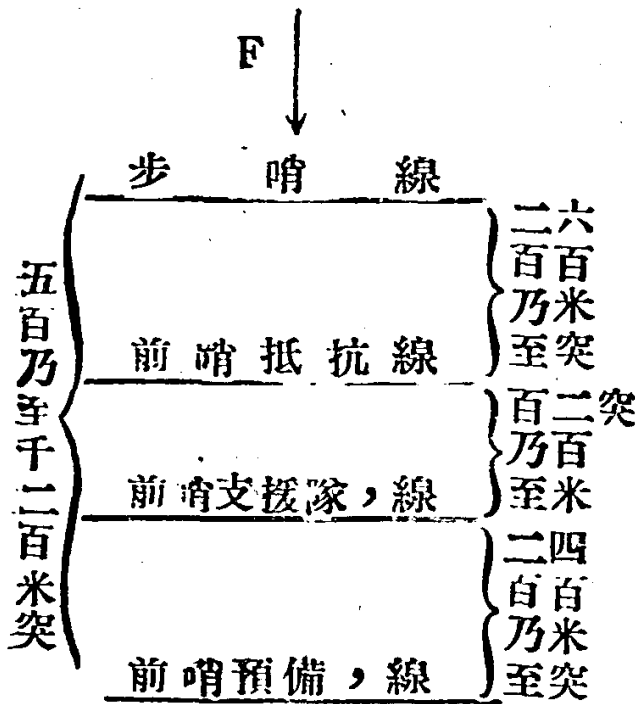 F
步哨線
二百乃至
六百米突
五百乃至千二百米突
前哨抵抗線
百乃至
二百米
突
前哨支援隊，線
二百乃至
四百米突
前哨預備，線